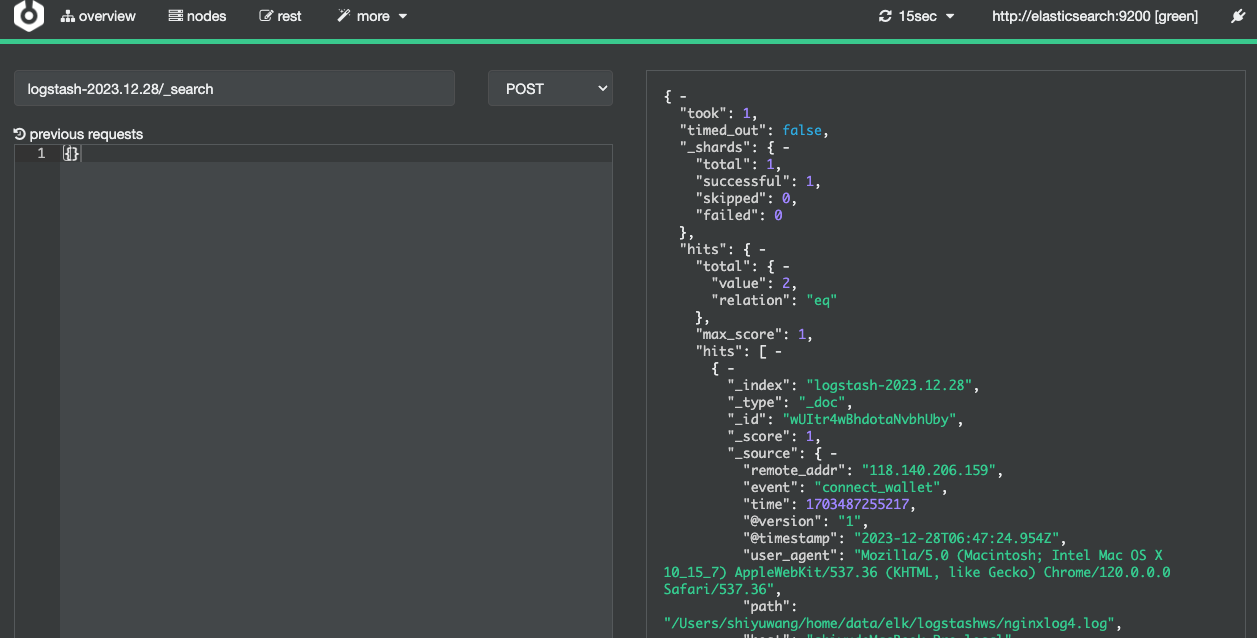 overview nodes rest more 15sec http://elasticsearch:9200 [green]
logstash-2023.12.28/_search POST
previous requests
1 {}
{ -
"took": 1,
"timed_out": false,
"_shards": { -
"total": 1,
"successful": 1,
"skipped": 0,
"failed": 0
},
"hits": { -
"total": { -
"value": 2,
"relation": "eq"
},
"max_score": 1,
"hits": [ -
{ -
"_index": "logstash-2023.12.28",
"_type": "_doc",
"_id": "wUItr4wBhdotaNvbhUby",
"_score": 1,
"_source": { -
"remote_addr": "118.140.206.159",
"event": "connect_wallet",
"time": 1703487255217,
"@version": "1",
"@timestamp": "2023-12-28T06:47:24.954Z",
"user_agent": "Mozilla/5.0 (Macintosh; Intel Mac OS X
10_15_7) AppleWebKit/537.36 (KHTML, like Gecko) Chrome/120.0.0.0
Safari/537.36",
"path":
"/Users/shiyuwang/home/data/elk/logstashws/nginxlog4.log",